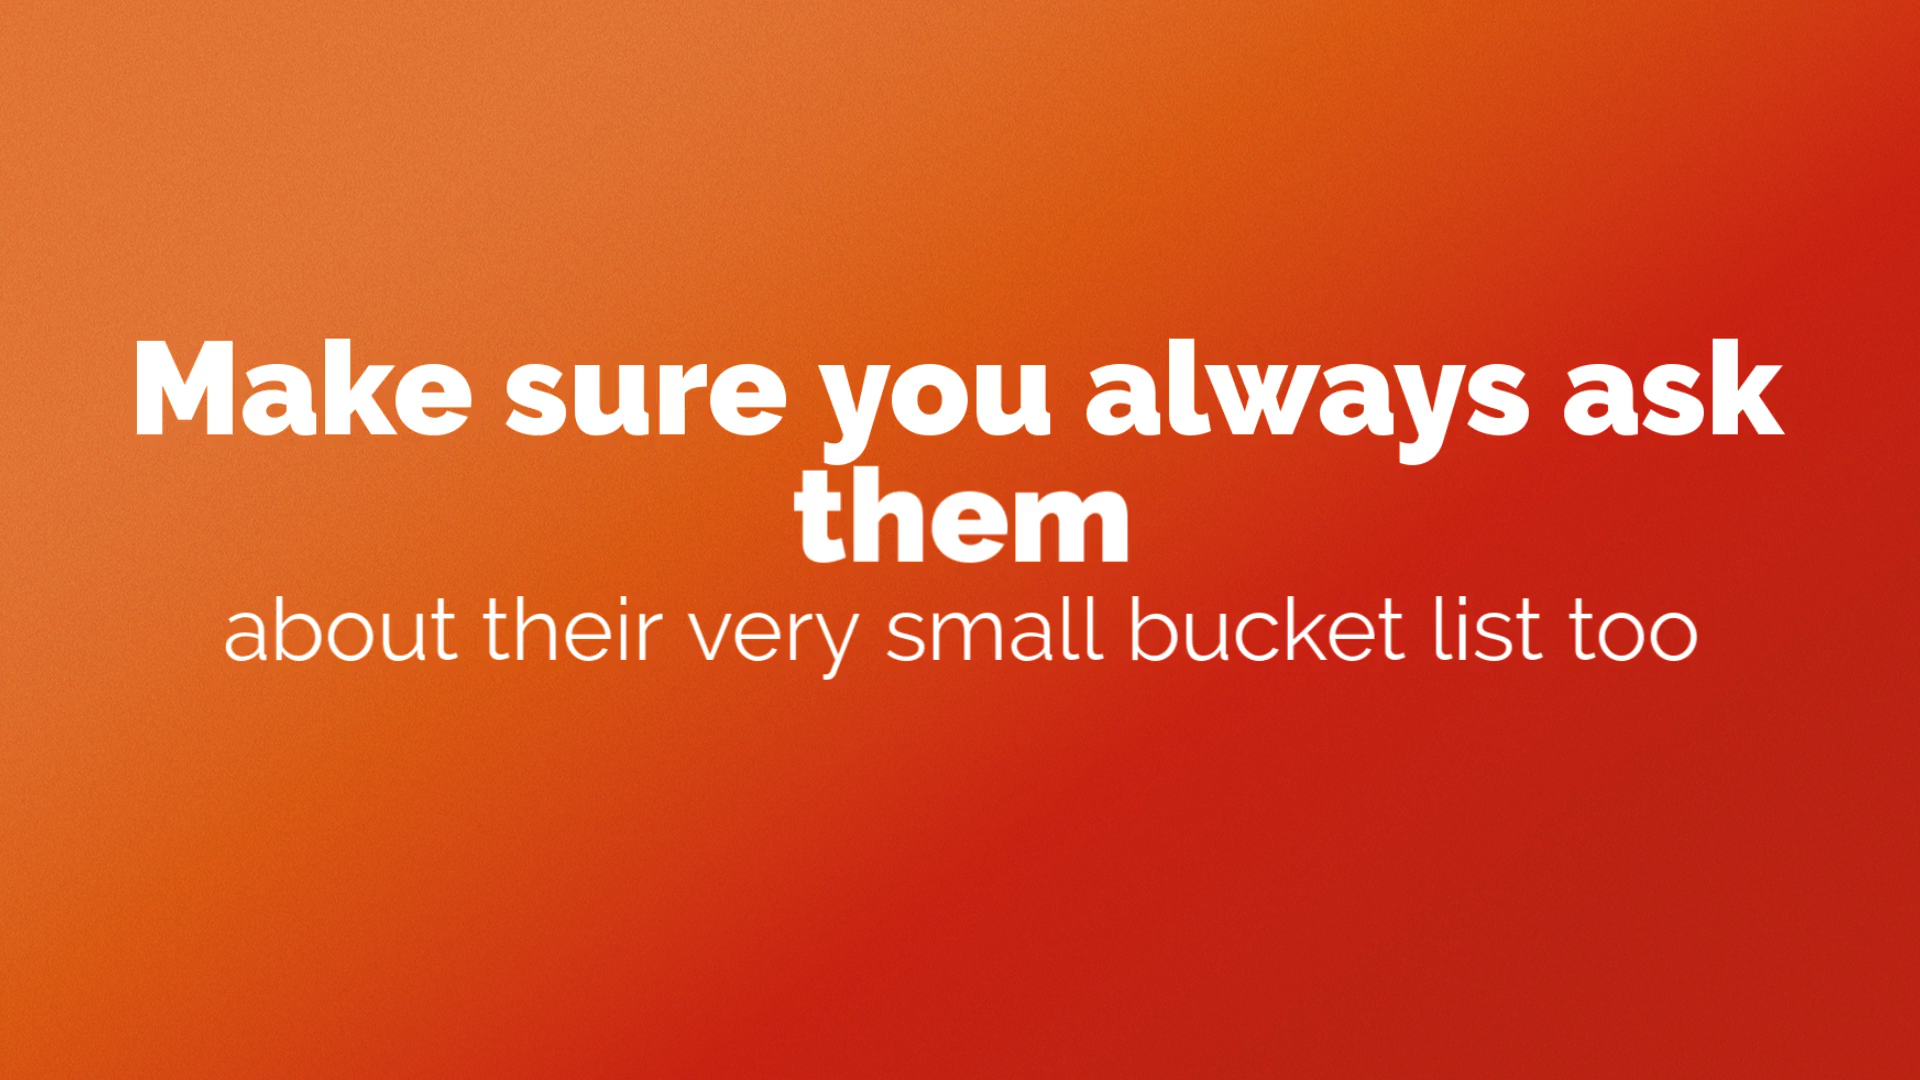 Make sure you always ask
them
about their very small bucket list too